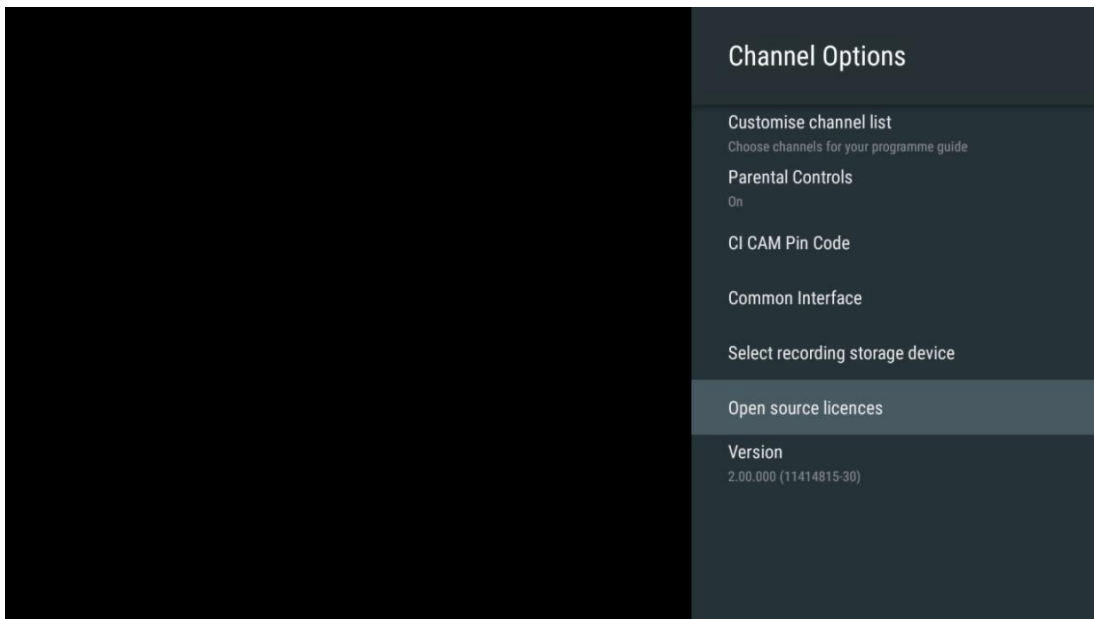 Channel Options
Customise channel list
Choose channels for your programme guide
Parental Controls
On
CI CAM Pin Code
Common Interface
Select recording storage device
Open source licences
Version
2.00.000 (11414815-30)